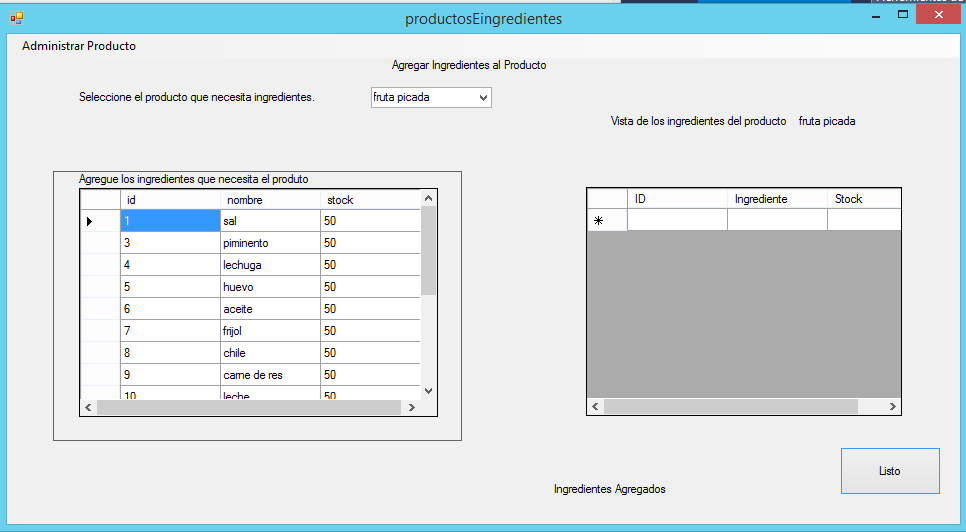 productosEingredientes
Administrar Producto
Agregar Ingredientes al Producto
Seleccione el producto que necesita ingredientes.
fruta picada
Vista de los ingredientes del producto fruta picada
Agregue los ingredientes que necesita el produto
id nombre stock
1 sal 50
3 piminento 50
4 lechuga 50
5 huevo 50
6 aceite 50
7 frijol 50
8 chile 50
9 carne de res 50
10 leche 50
ID Ingrediente Stock
Listo
Ingredientes Agregados